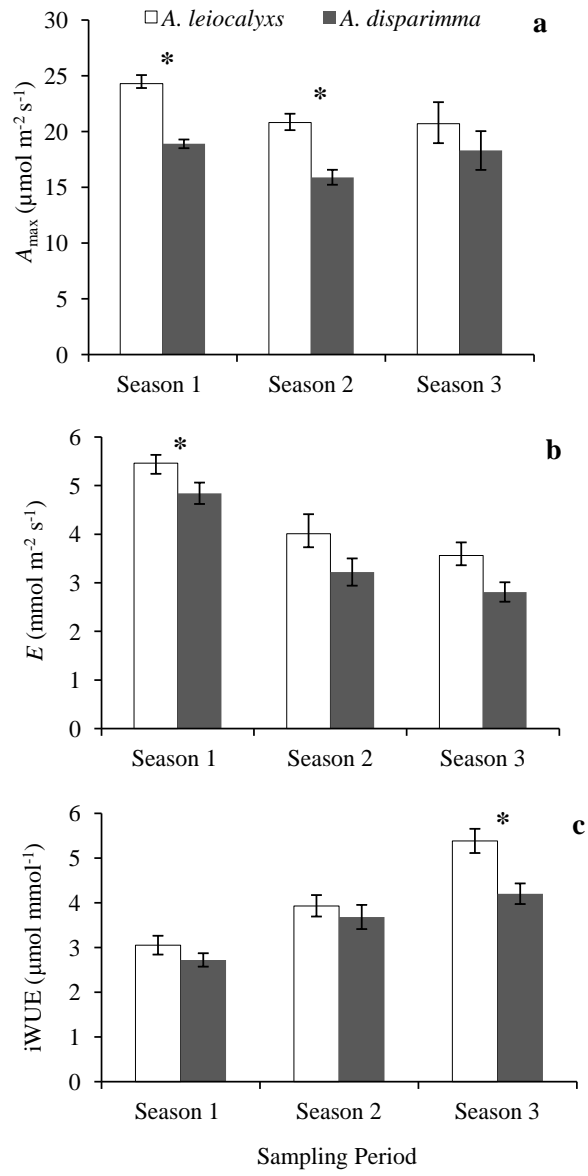 A. leiocalyxs A. disparimma
a
30
25
20
15
10
5
0
* *
Amax (µmol m-2 s-1)
Season 1 Season 2 Season 3
b
6
5
4
3
2
1
0
*
E (mmol m-2 s-1)
Season 1 Season 2 Season 3
c
6
5
4
3
2
1
0
*
iWUE (µmol mmol-1)
Season 1 Season 2 Season 3
Sampling Period